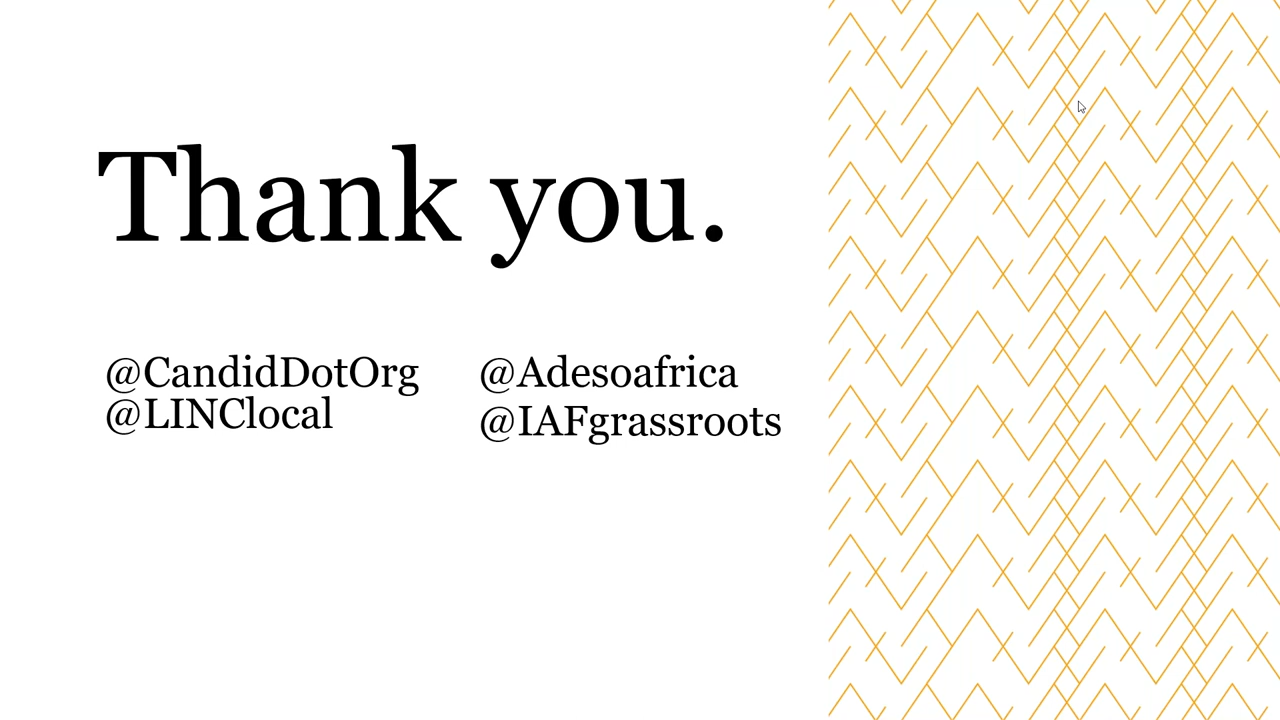 Thank you.
@CandidDotOrg
@LINClocal
@Adesoafrica
@IAFgrassroots